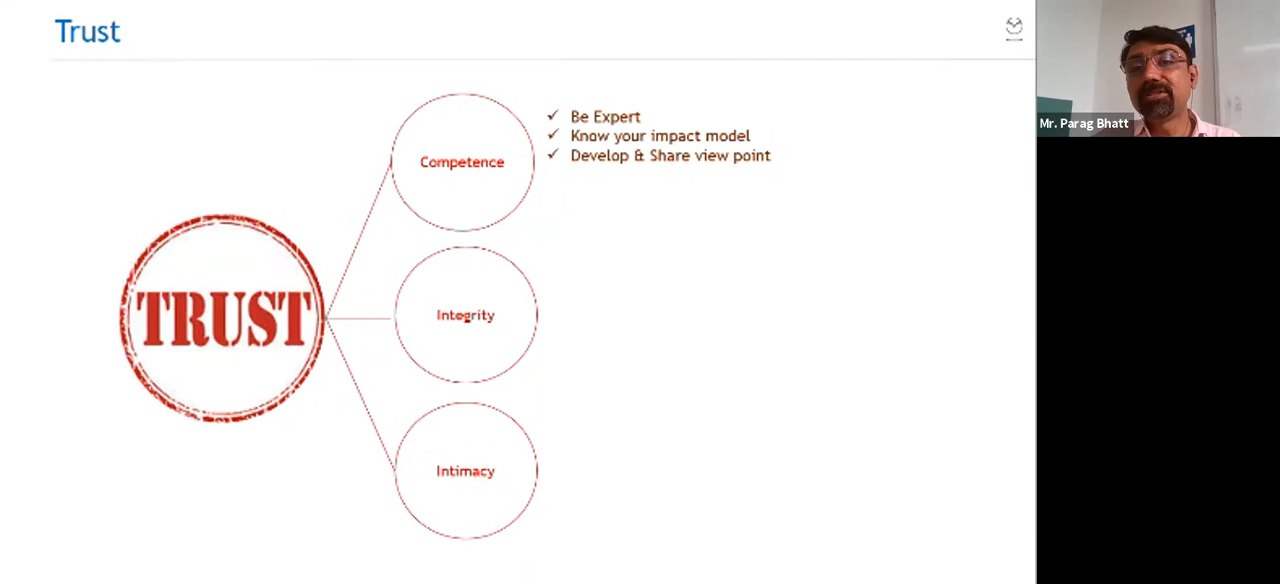 Trust
Mr. Parag Bhatt
Be Expert
Know your impact model
Develop & Share view point
Competence
TRUST
Integrity
Intimacy